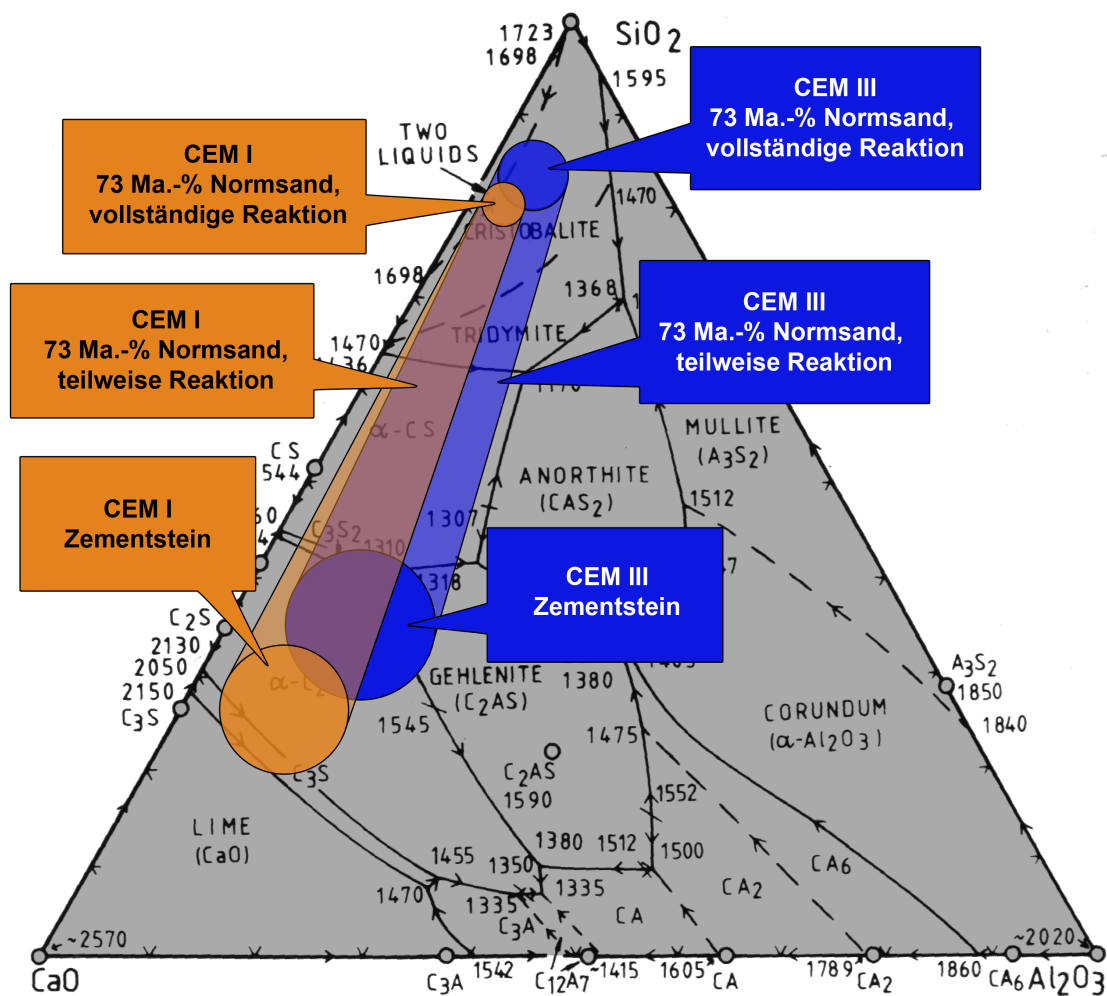 1723
SiO2
1698
1595
CEM III
73 Ma.-% Normsand,
vollständige Reaktion
TWO
LIQUIDS
CEM I
73 Ma.-% Normsand,
vollständige Reaktion
1470
CRISTOBALITE
1698
1368
CEM III
73 Ma.-% Normsand,
teilweise Reaktion
CEM I
73 Ma.-% Normsand,
teilweise Reaktion
1470
TRIDYMITE
α-CS
MULLITE
(A3S2)
CS
544
ANORTHITE
(CAS2)
1512
CEM I
Zementstein
C3S2
1310
1307
1318
CEM III
Zementstein
C2S
2130
2050
2150
C3S
GEHLENITE
(C2AS)
1380
A3S2
1850
1840
CORUNDUM
(α-Al2O3)
1545
1475
C3S
C2AS
1590
1552
LIME
(CaO)
1380
1512
1500
1455
1350
1470
1335
1335
CA6
CA2
CA
C3A
~2570
~2020
CaO
C3A
1542
C12A7
~1415
1605
CA
1789
CA2
1860
CA6
Al2O3